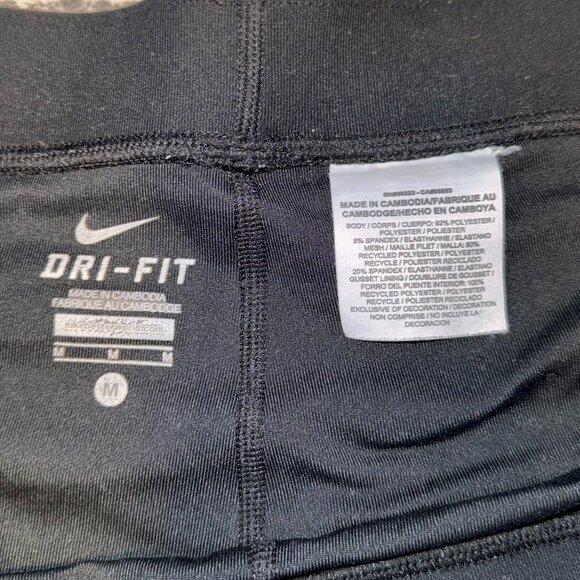 DRI-FIT
MADE IN CAMBODIA
FABRIQUE AU CAMBODGE
M M M
M
MADE IN CAMBODIA/FABRIQUE AU
CAMBODGE/HECHO EN CAMBOYA
BODY / CORPS / CUERPO: 92% POLYESTER /
POLYESTER / POLIESTER
8% SPANDEX / ELASTHANNE / ELASTANO
MESH / MAILLE FILET / MALLA: 80%
RECYCLED POLYESTER / POLYESTER
RECYCLÉ / POLIESTER RECICLADO
20% SPANDEX / ELASTHANNE / ELASTANO
GUSSET LINING / DOUBLURE DE SOUFFLET /
FORRO DEL PUENTE INTERIOR: 100%
RECYCLED POLYESTER / POLYESTER
RECYCLÉ / POLIESTER RECICLADO
EXCLUSIVE OF DECORATION / DECORATION
NON COMPRISE / NO INCLUYE LA
DECORACION